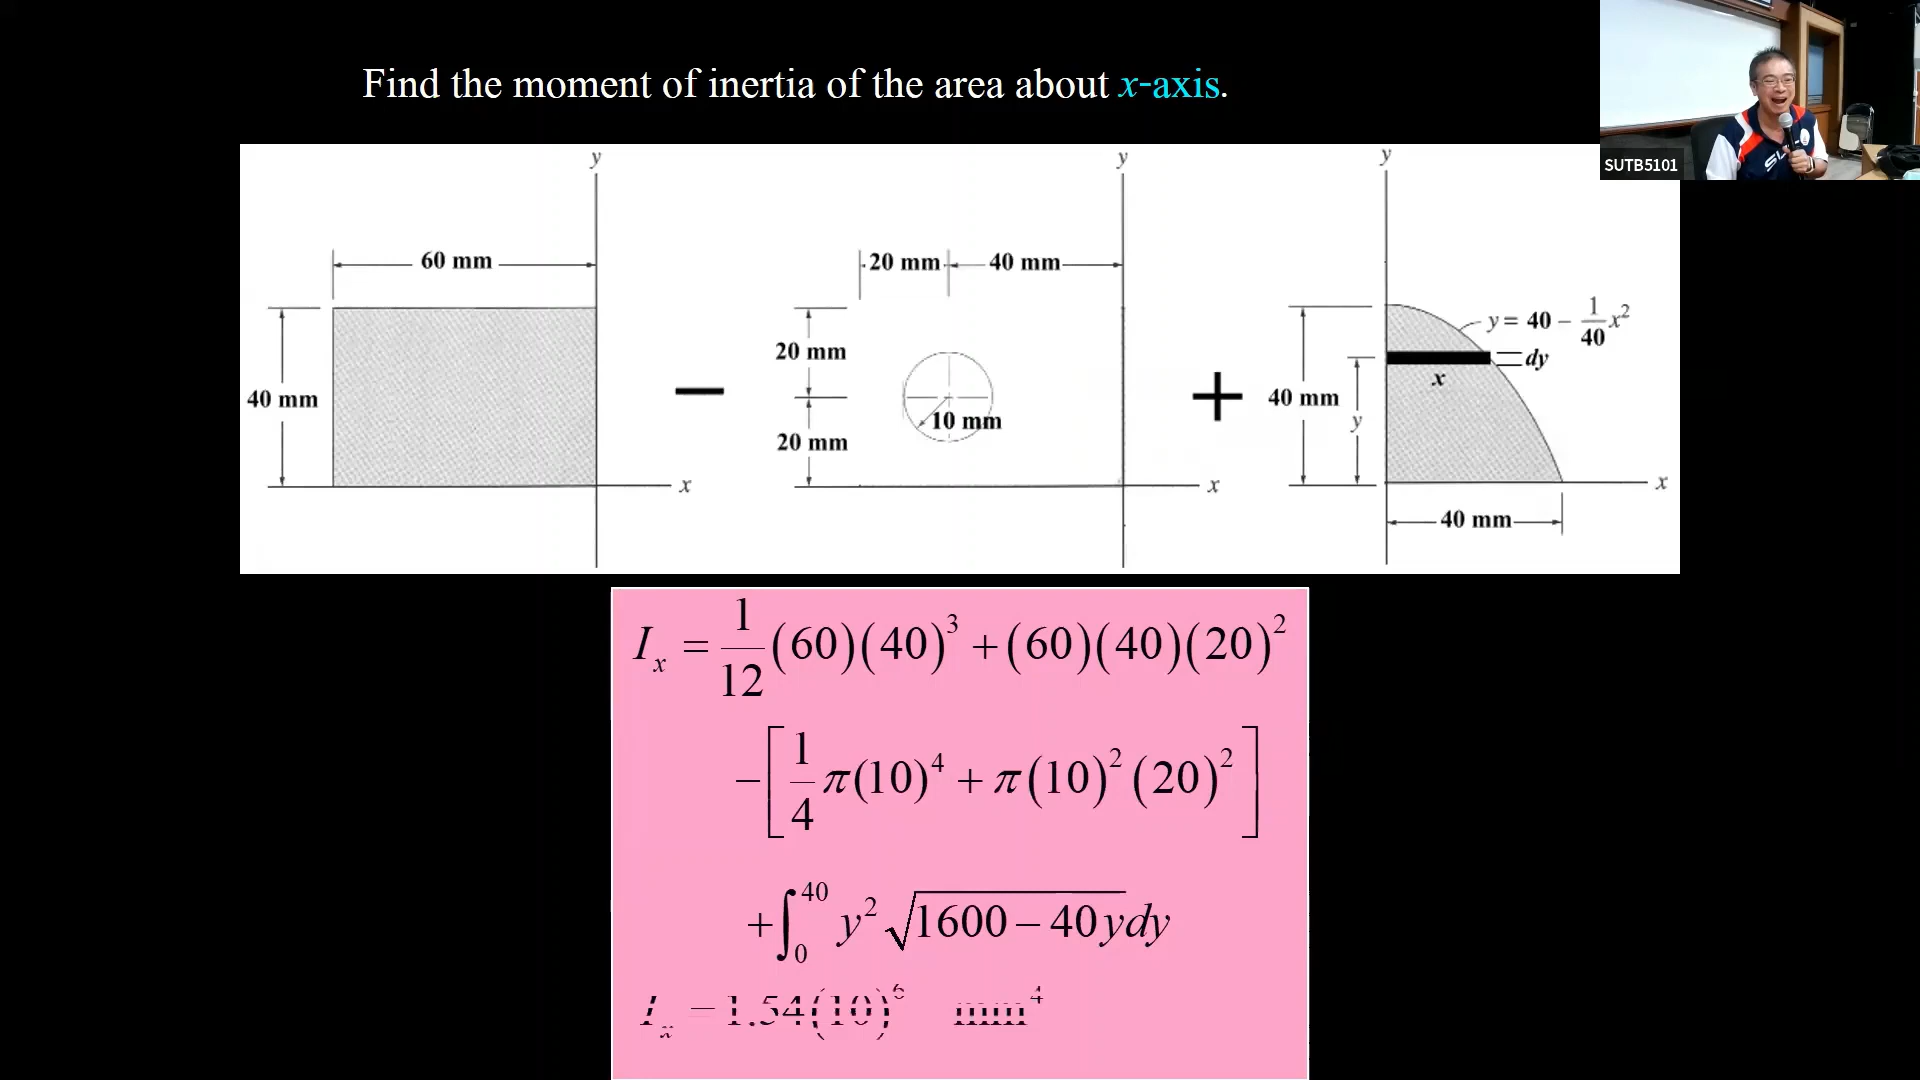 Find the moment of inertia of the area about x-axis.
SUTB5101
y
60 mm
40 mm
x
−
y
20 mm
40 mm
20 mm
20 mm
10 mm
x
+
y
y = 40 − 1/40 x²
dy
x
40 mm
y
x
40 mm
I_x = 1/12 (60)(40)³ + (60)(40)(20)²
−[1/4 π(10)⁴ + π(10)²(20)²]
+∫₀⁴⁰ y² √(1600 − 40y) dy
I_x = 1.54(10)⁶ mm⁴